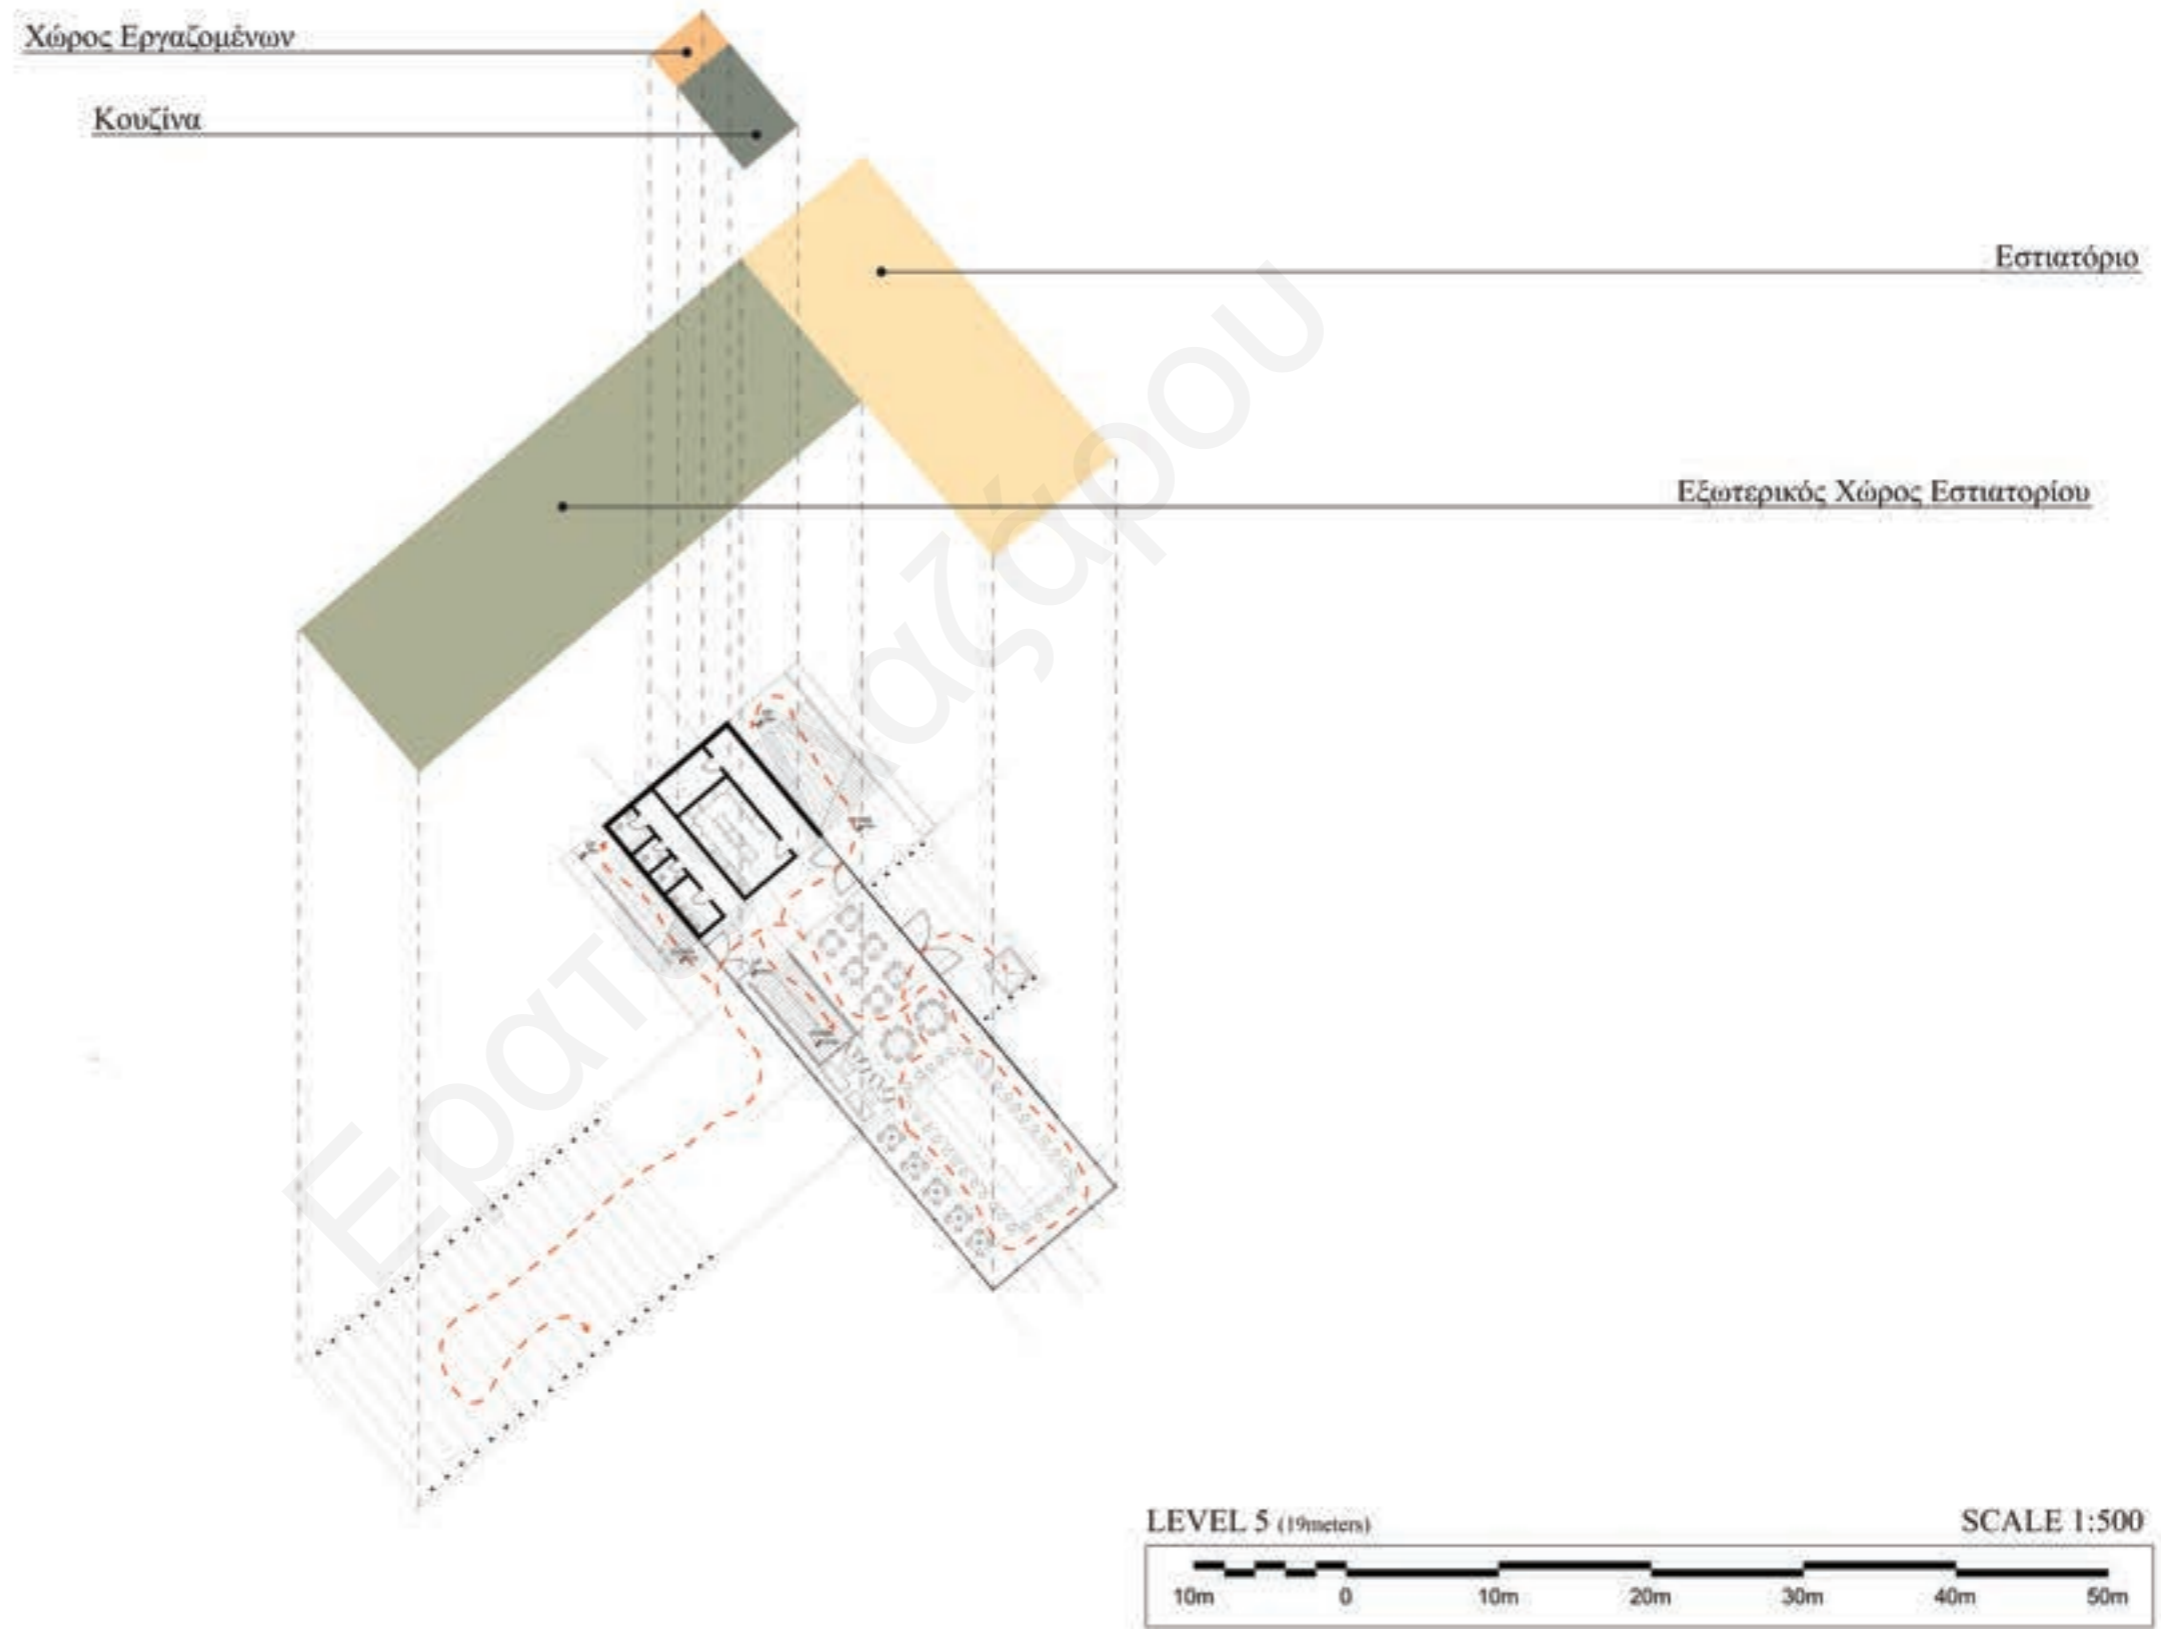 Χώρος Εργαζομένων
Κουζίνα
Εστιατόριο
Εξωτερικός Χώρος Εστιατορίου
LEVEL 5 (19meters)
SCALE 1:500
10m 0 10m 20m 30m 40m 50m